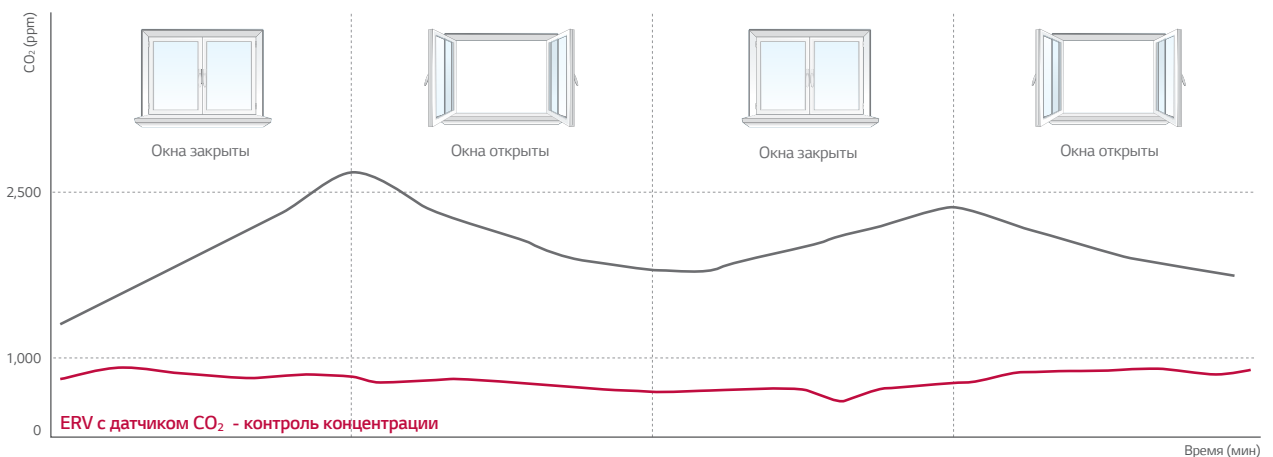 CO₂ (ppm)
Окна закрыты
Окна открыты
Окна закрыты
Окна открыты
2,500
1,000
ERV с датчиком CO₂ - контроль концентрации
0
Время (мин)